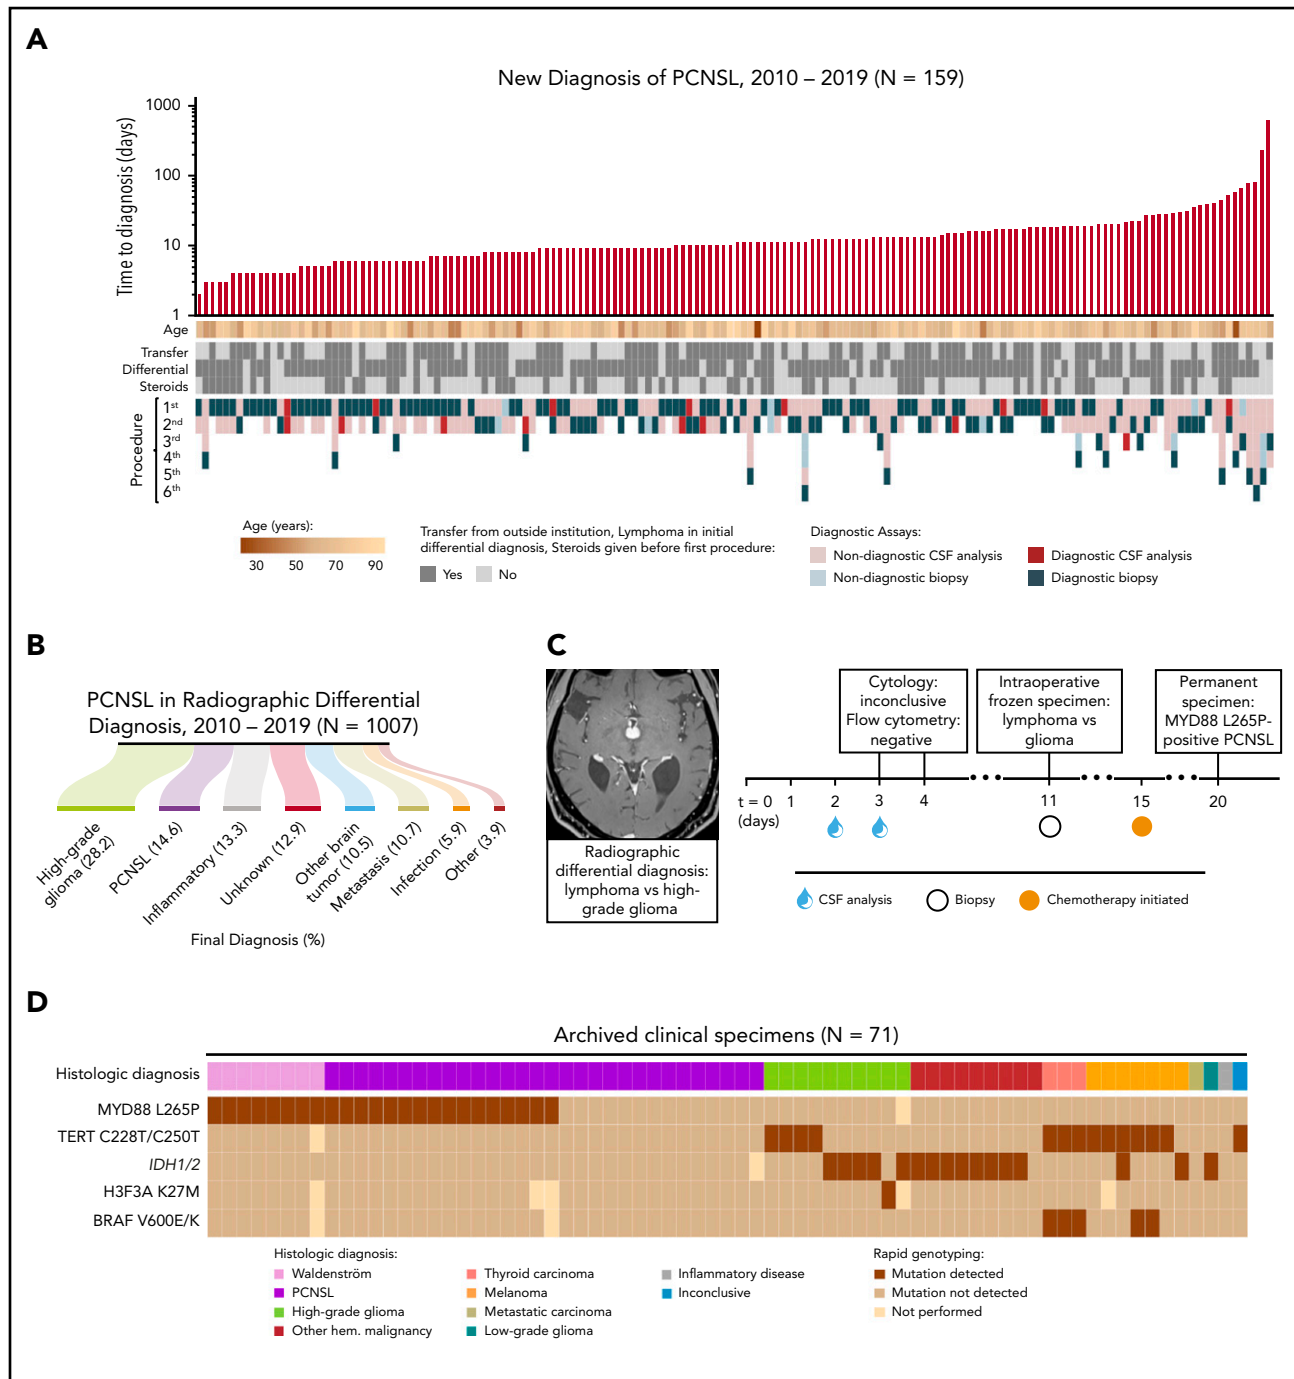 A
New Diagnosis of PCNSL, 2010 – 2019 (N = 159)
Time to diagnosis (days)
1000
100
10
1
Age
Transfer
Differential
Steroids
Procedure
1st
2nd
3rd
4th
5th
6th
Age (years):
30 50 70 90
Transfer from outside institution, Lymphoma in initial
differential diagnosis, Steroids given before first procedure:
Yes No
Diagnostic Assays:
Non-diagnostic CSF analysis
Diagnostic CSF analysis
Non-diagnostic biopsy
Diagnostic biopsy
B
PCNSL in Radiographic Differential
Diagnosis, 2010 – 2019 (N = 1007)
High-grade
glioma (28.2)
PCNSL (14.6)
Inflammatory (13.3)
Unknown (12.9)
Other brain
tumor (10.5)
Metastasis (10.7)
Infection (5.9)
Other (3.9)
Final Diagnosis (%)
C
Radiographic
differential diagnosis:
lymphoma vs high-
grade glioma
Cytology:
inconclusive
Flow cytometry:
negative
Intraoperative
frozen specimen:
lymphoma vs
glioma
Permanent
specimen:
MYD88 L265P-
positive PCNSL
t = 0 1 2 3 4 11 15 20
(days)
CSF analysis
Biopsy
Chemotherapy initiated
D
Archived clinical specimens (N = 71)
Histologic diagnosis
MYD88 L265P
TERT C228T/C250T
IDH1/2
H3F3A K27M
BRAF V600E/K
Histologic diagnosis:
Waldenström
PCNSL
High-grade glioma
Other hem. malignancy
Thyroid carcinoma
Melanoma
Metastatic carcinoma
Low-grade glioma
Inflammatory disease
Inconclusive
Rapid genotyping:
Mutation detected
Mutation not detected
Not performed